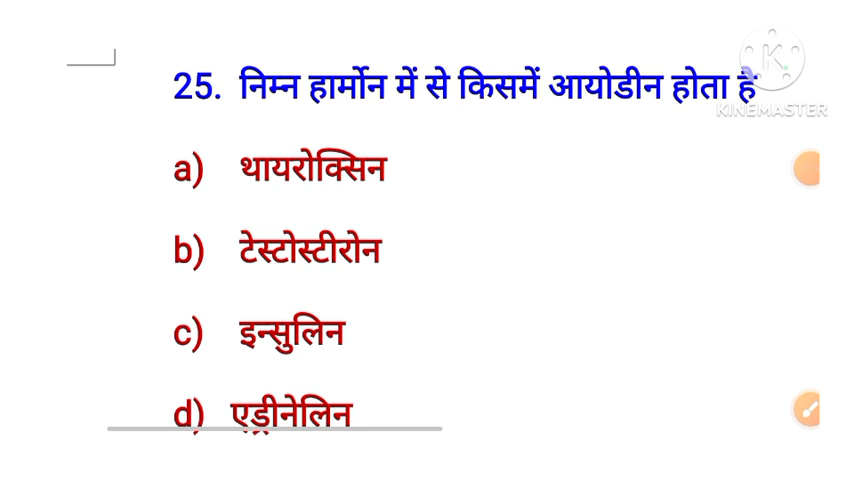 25. निम्न हार्मोन में से किसमें आयोडीन होता है
KINEMASTER
a) थायरोक्सिन
b) टेस्टोस्टीरोन
c) इन्सुलिन
d) एड्रीनेलिन